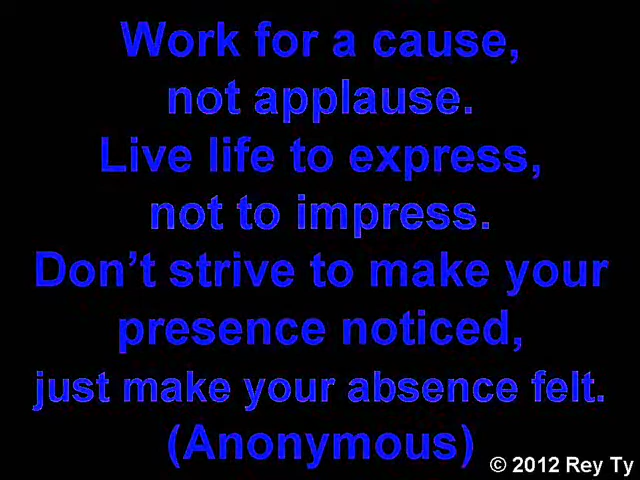 Work for a cause,
not applause.
Live life to express,
not to impress.
Don’t strive to make your
presence noticed,
just make your absence felt.
(Anonymous)
© 2012 Rey Ty